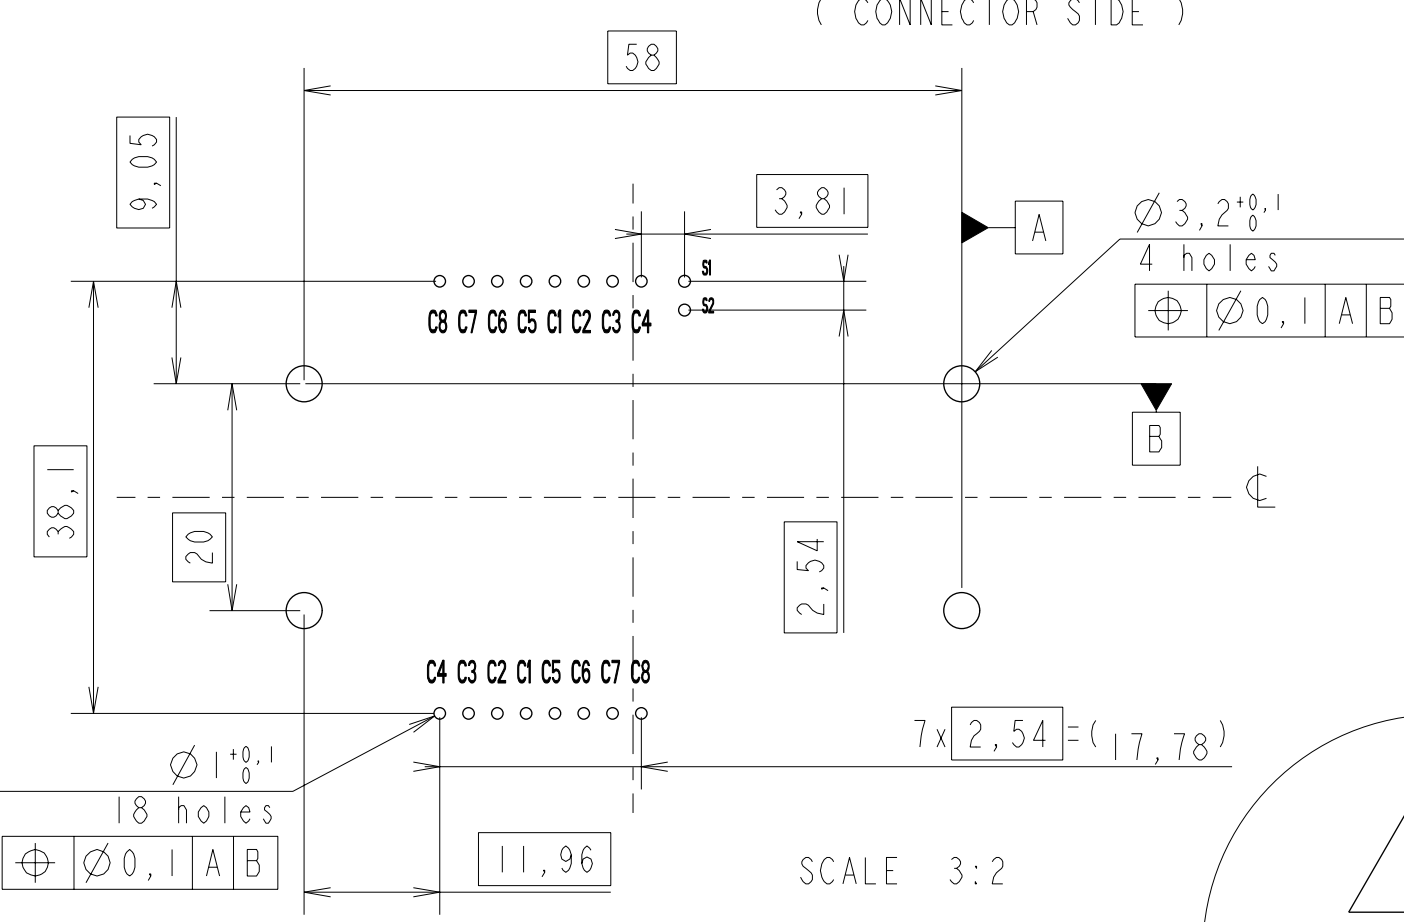 ( CONNECTOR SIDE )
58
9,05
3,81
A
Ø3,2 +0,1 0
4 holes
⌖ Ø0,1 A B
S1
S2
C8 C7 C6 C5 C1 C2 C3 C4
B
38,1
20
2,54
℄
C4 C3 C2 C1 C5 C6 C7 C8
7x 2,54 =( 17,78 )
Ø1 +0,1 0
18 holes
⌖ Ø0,1 A B
11,96
SCALE 3:2